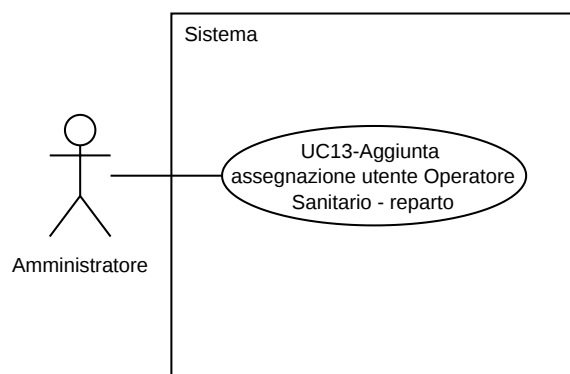 Sistema
UC13-Aggiunta
assegnazione utente Operatore
Sanitario - reparto
Amministratore